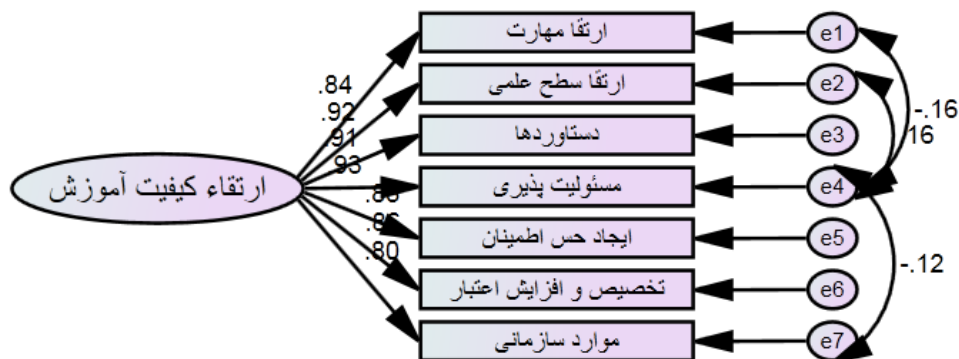 ارتقا مهارت
e1
.84
ارتقا سطح علمی
e2
-.16
.92
16
دستاوردها
e3
.91
.93
ارتقاء کیفیت آموزش
مسئولیت پذیری
e4
ایجاد حس اطمینان
e5
.80
-.12
تخصیص و افزایش اعتبار
e6
موارد سازمانی
e7